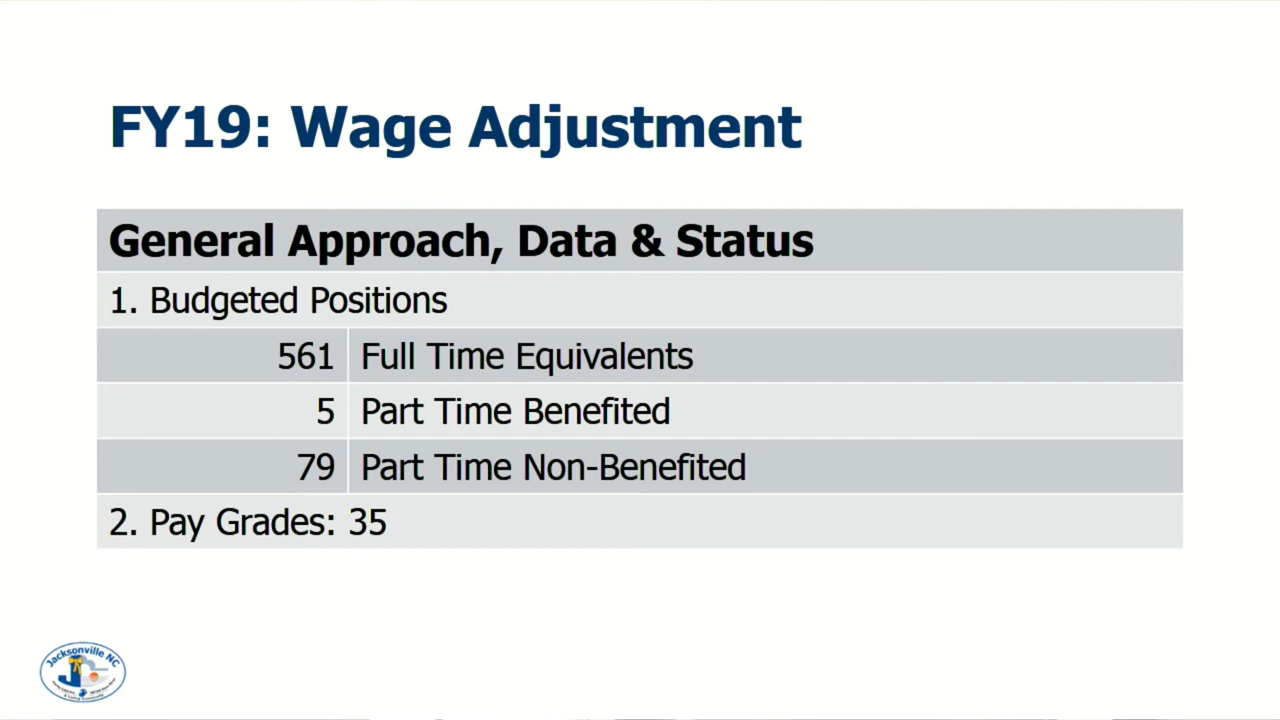 FY19: Wage Adjustment
General Approach, Data & Status
1. Budgeted Positions
561 Full Time Equivalents
5 Part Time Benefited
79 Part Time Non-Benefited
2. Pay Grades: 35
Jacksonville NC